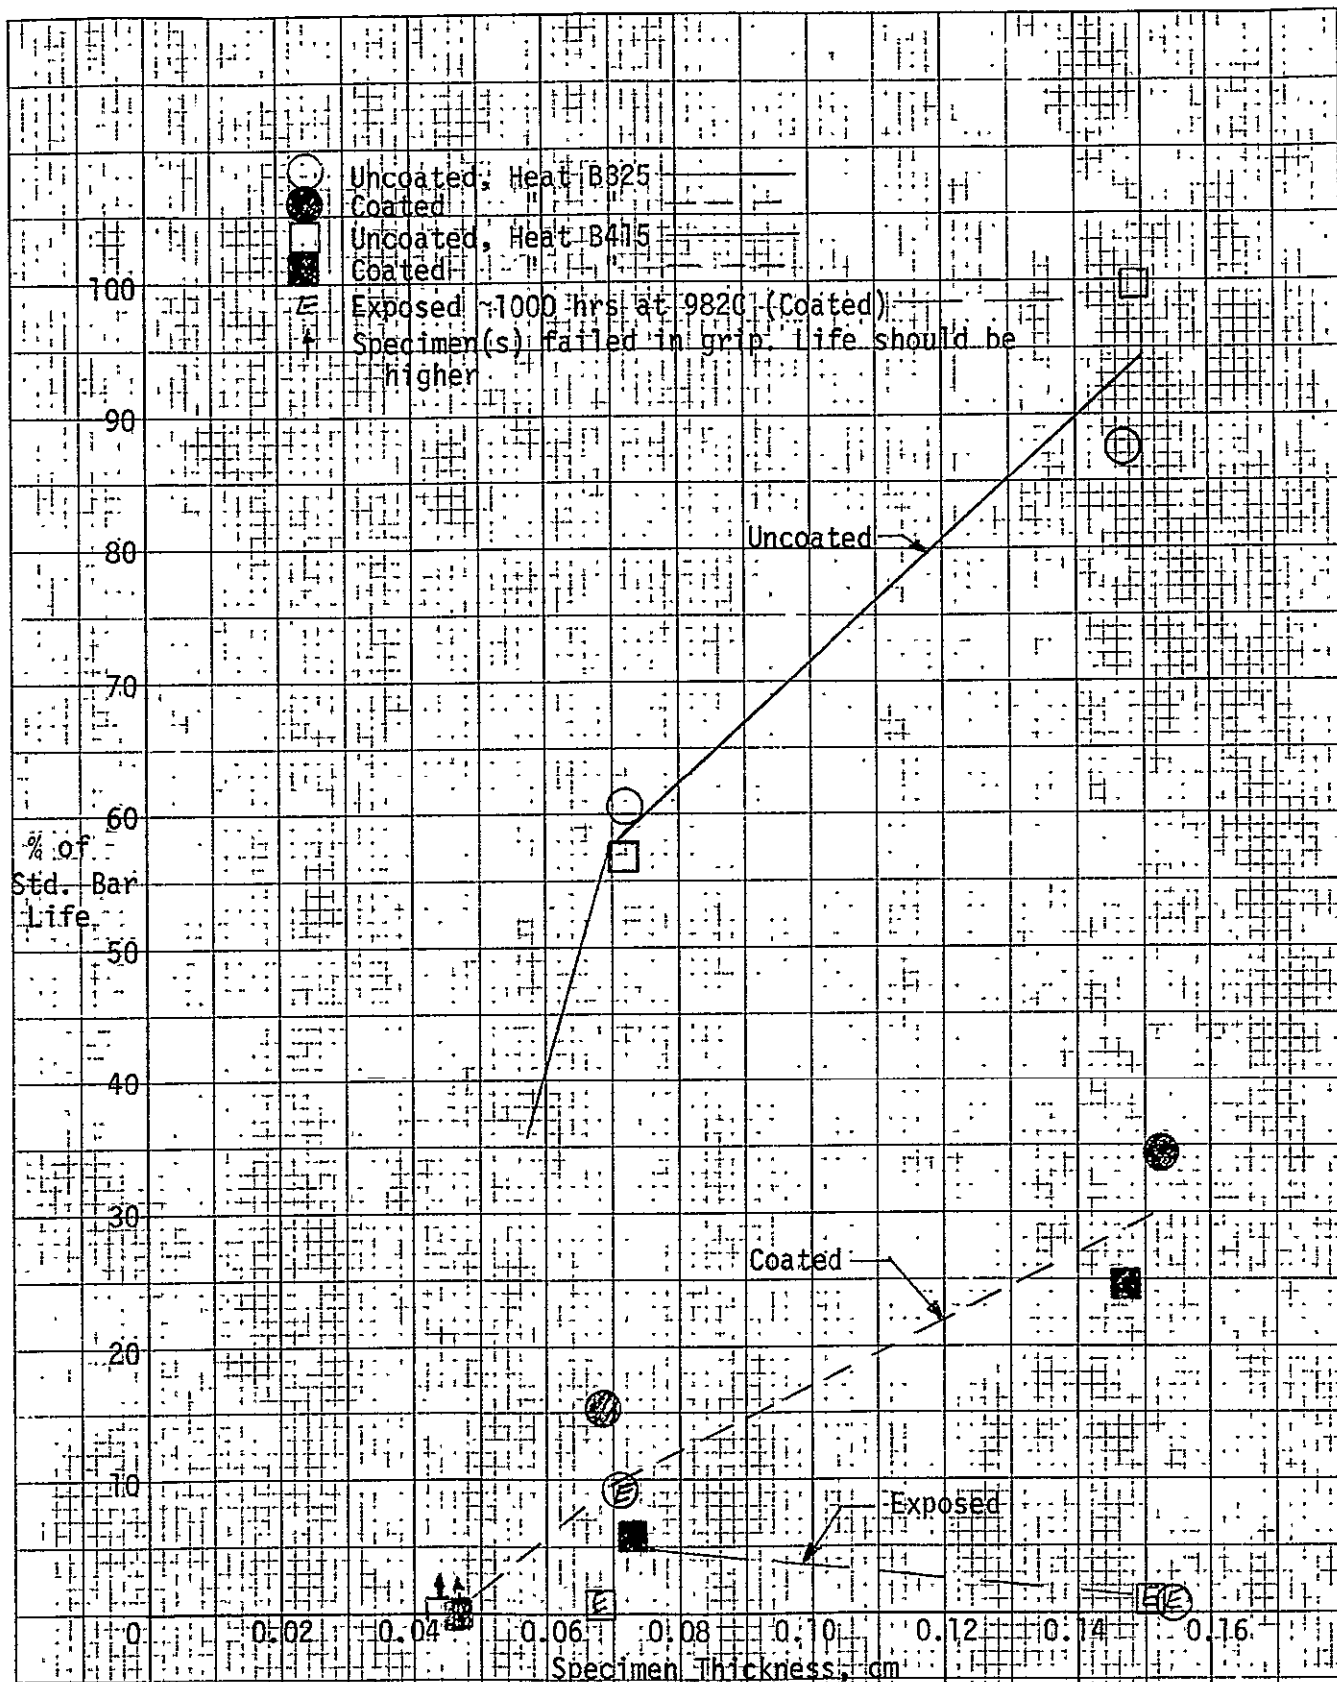 Uncoated, Heat B325
Coated
Uncoated, Heat B415
Coated
E Exposed ~1000 hrs at 982C (Coated)
Specimen(s) failed in grip. Life should be
higher
100
90
Uncoated
80
70
60
% of
Std. Bar
Life
50
40
30
Coated
20
10
E
Exposed
E
E
E
0 0.02 0.04 0.06 0.08 0.10 0.12 0.14 0.16
Specimen Thickness, cm